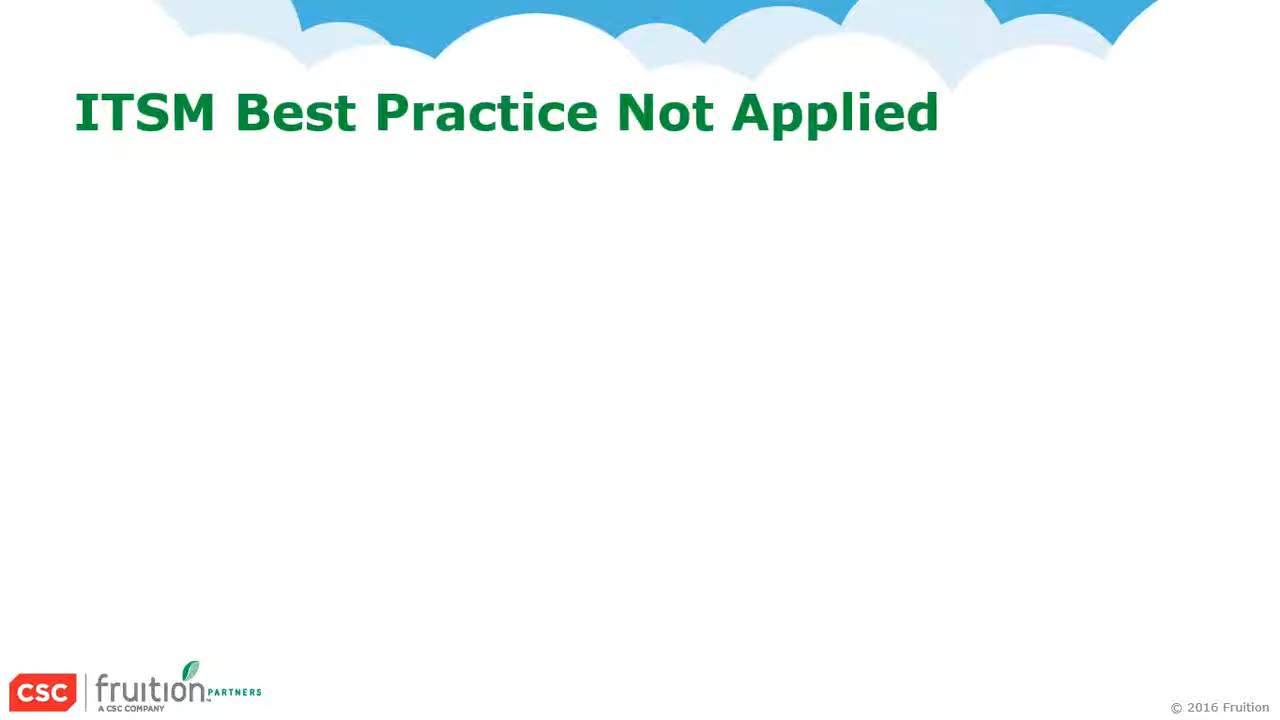 ITSM Best Practice Not Applied
CSC
fruition PARTNERS
A CSC COMPANY
© 2016 Fruition